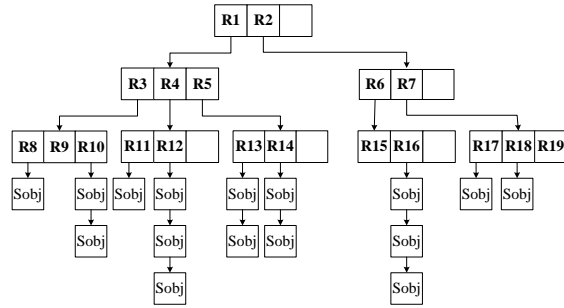 R1 R2
R3 R4 R5 R6 R7
R8 R9 R10 R11 R12 R13 R14 R15 R16 R17 R18 R19
Sobj Sobj Sobj Sobj Sobj Sobj Sobj Sobj Sobj
Sobj Sobj Sobj Sobj Sobj
Sobj Sobj